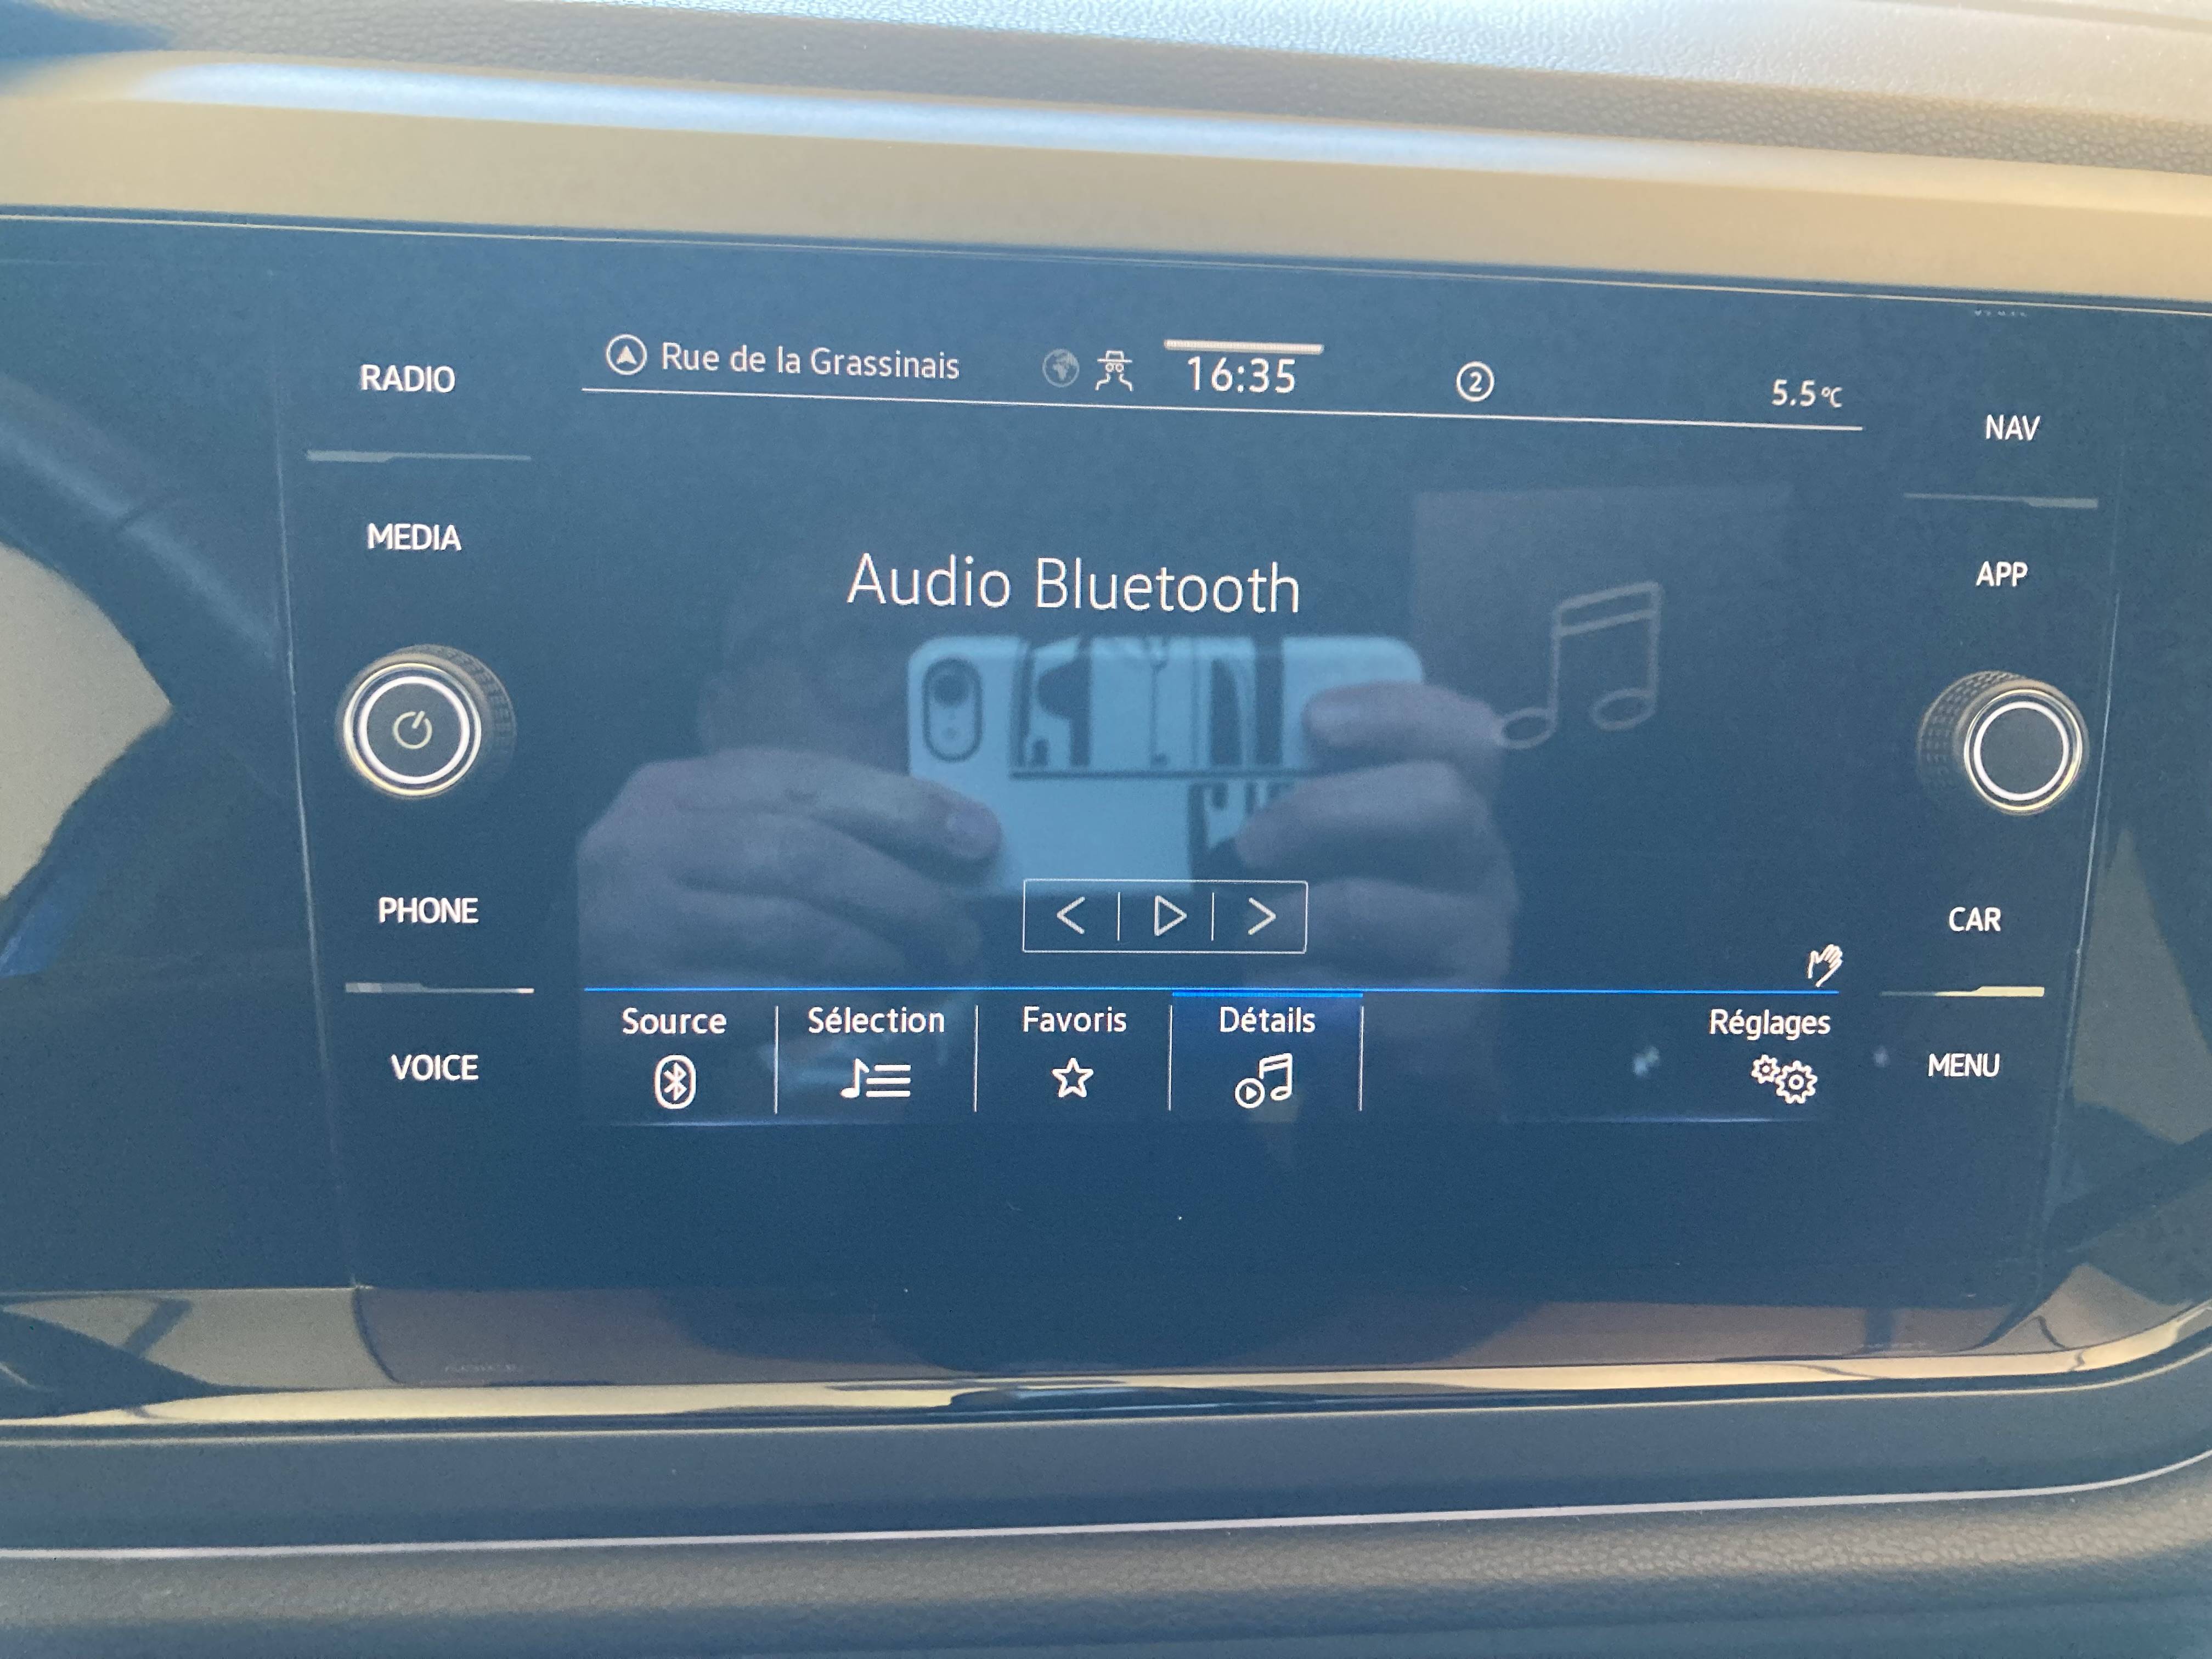 RADIO
MEDIA
PHONE
VOICE
Rue de la Grassinais
16:35
2
5.5°C
Audio Bluetooth
Source
Sélection
Favoris
Détails
Réglages
NAV
APP
CAR
MENU